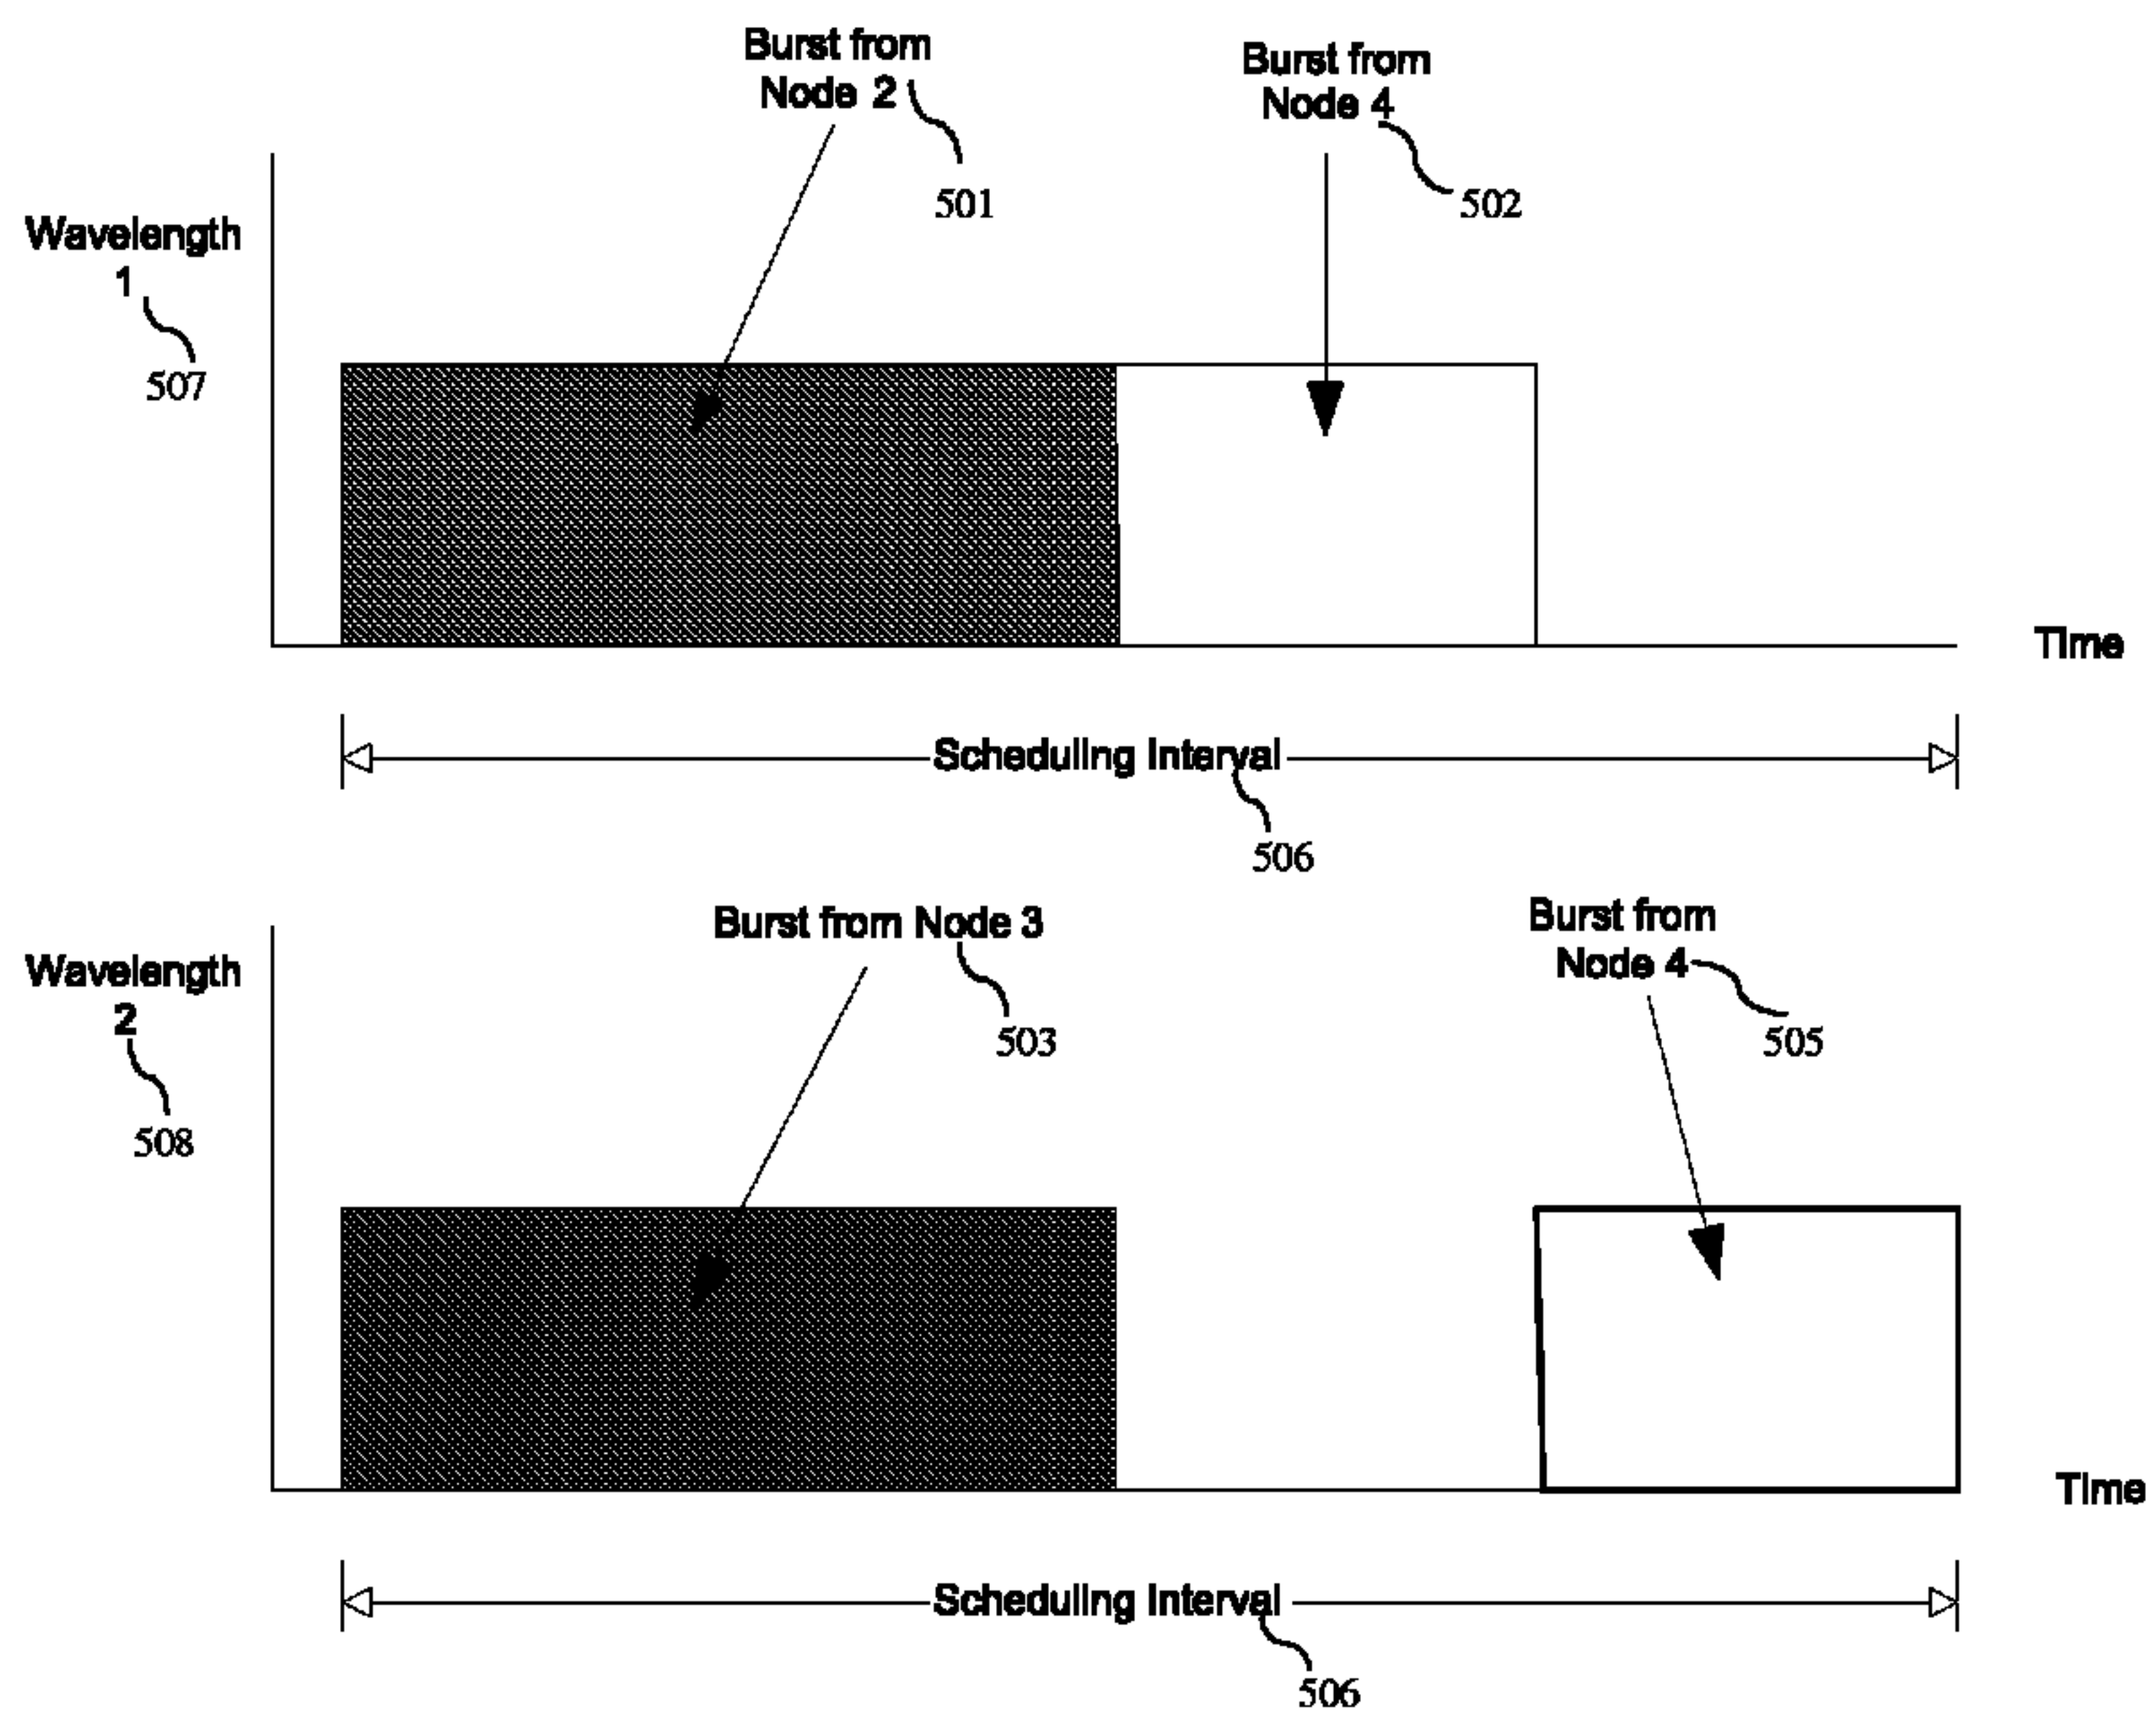 Burst from
Node 2
501
Burst from
Node 4
502
Wavelength
1
507
Time
Scheduling Interval
506
Burst from Node 3
503
Burst from
Node 4
505
Wavelength
2
508
Time
Scheduling Interval
506